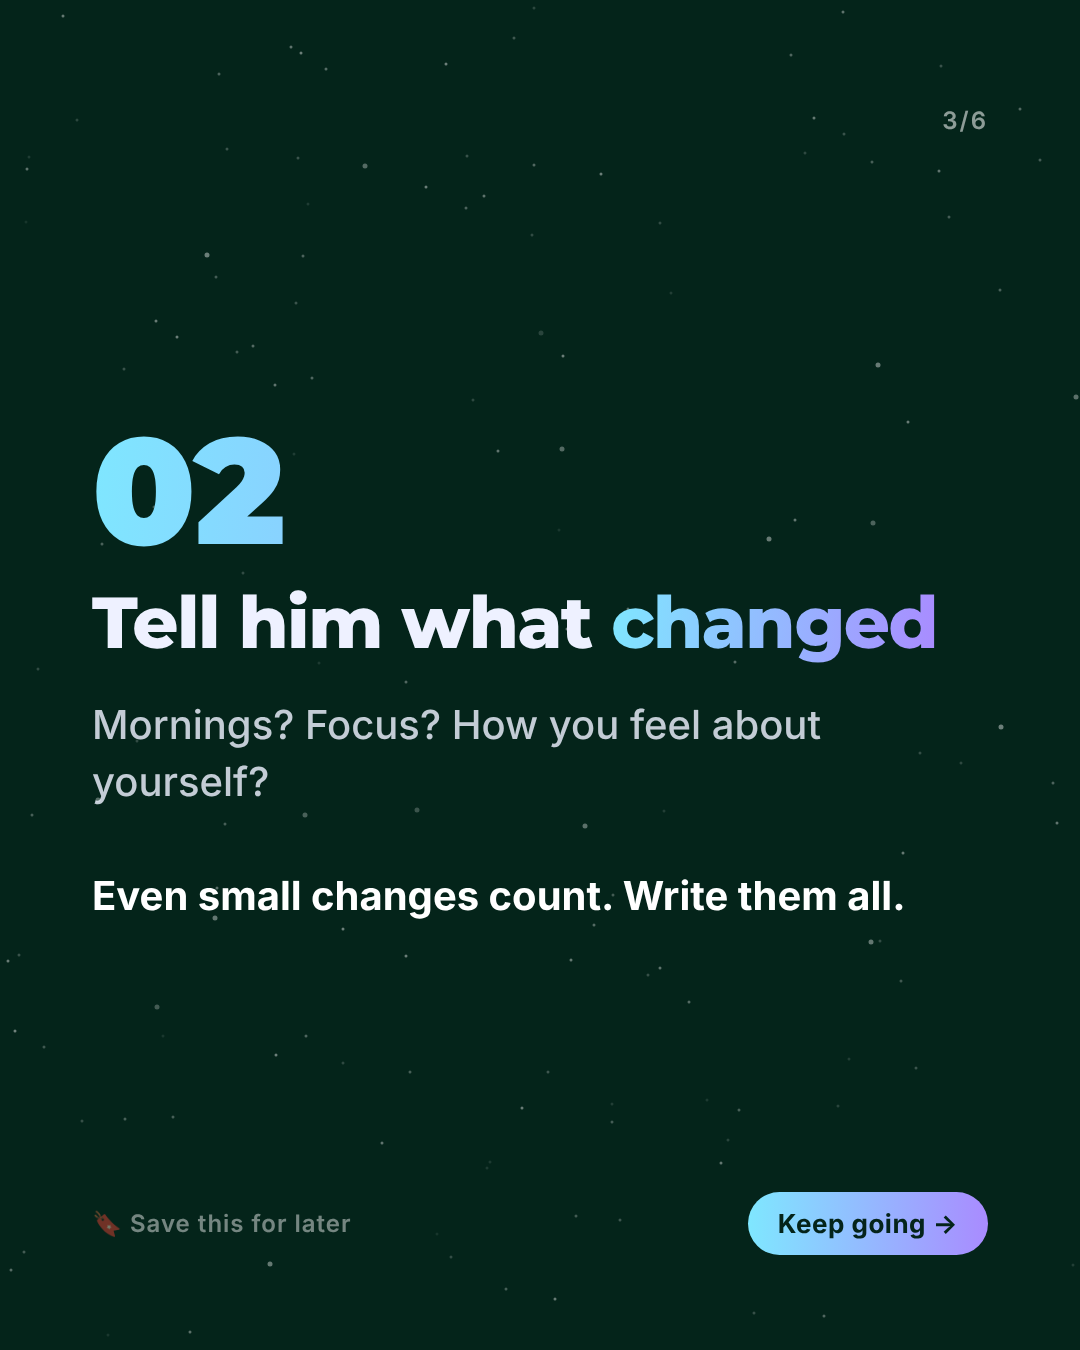 3/6
02
Tell him what changed
Mornings? Focus? How you feel about
yourself?
Even small changes count. Write them all.
🔖 Save this for later
Keep going →